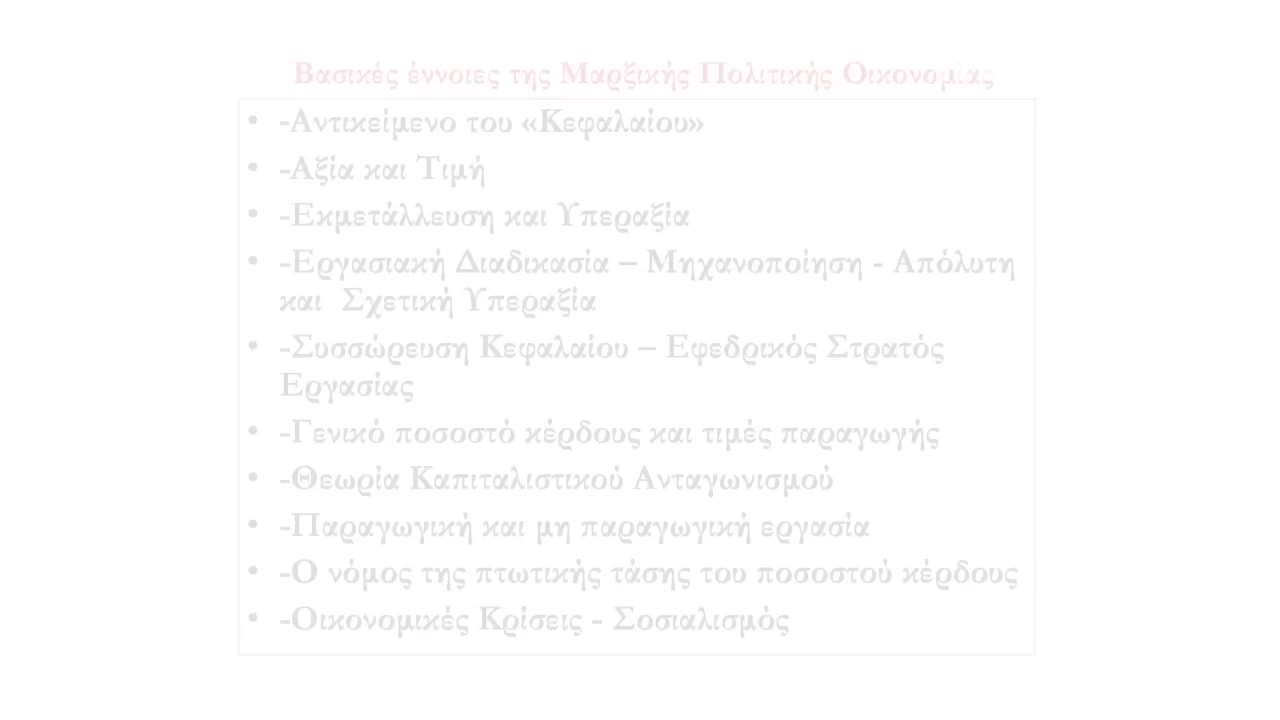 Βασικές έννοιες της Μαρξικής Πολιτικής Οικονομίας
• -Αντικείμενο του «Κεφαλαίου»
• -Αξία και Τιμή
• -Εκμετάλλευση και Υπεραξία
• -Εργασιακή Διαδικασία – Μηχανοποίηση - Απόλυτη
και  Σχετική Υπεραξία
• -Συσσώρευση Κεφαλαίου – Εφεδρικός Στρατός
Εργασίας
• -Γενικό ποσοστό κέρδους και τιμές παραγωγής
• -Θεωρία Καπιταλιστικού Ανταγωνισμού
• -Παραγωγική και μη παραγωγική εργασία
• -Ο νόμος της πτωτικής τάσης του ποσοστού κέρδους
• -Οικονομικές Κρίσεις - Σοσιαλισμός